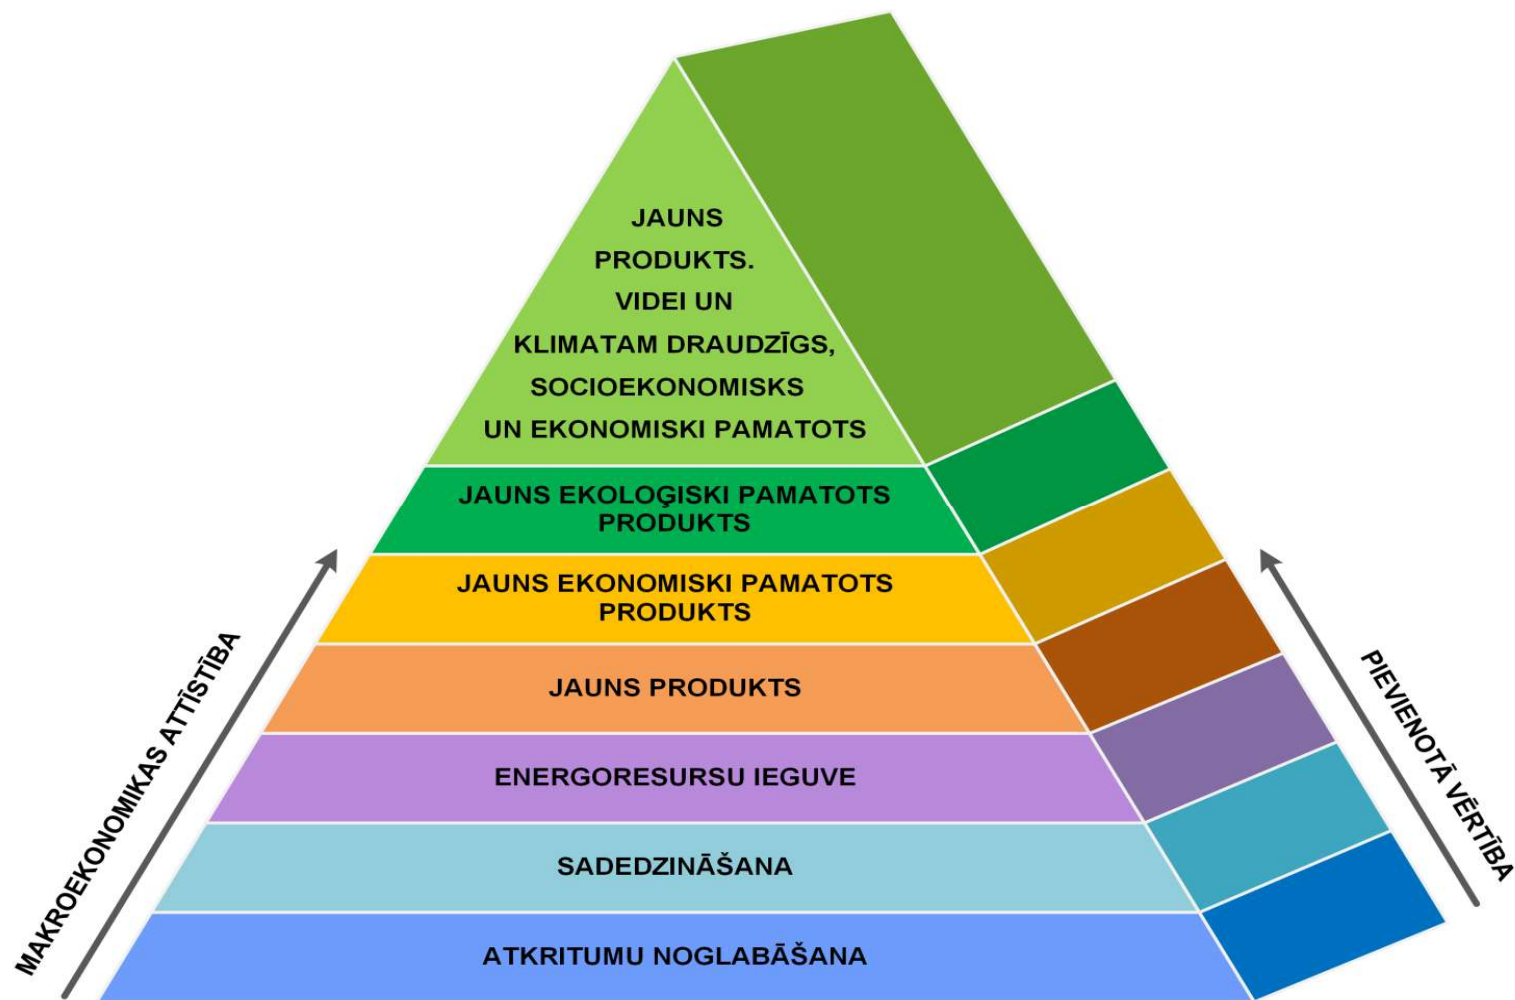 JAUNS
PRODUKTS.
VIDEI UN
KLIMATAM DRAUDZĪGS,
SOCIOEKONOMISKS
UN EKONOMISKI PAMATOTS
JAUNS EKOLOĢISKI PAMATOTS
PRODUKTS
JAUNS EKONOMISKI PAMATOTS
PRODUKTS
JAUNS PRODUKTS
ENERGORESURSU IEGUVE
SADEDZINĀŠANA
ATKRITUMU NOGLABĀŠANA
MAKROEKONOMIKAS ATTĪSTĪBA
PIEVIENOTĀ VĒRTĪBA